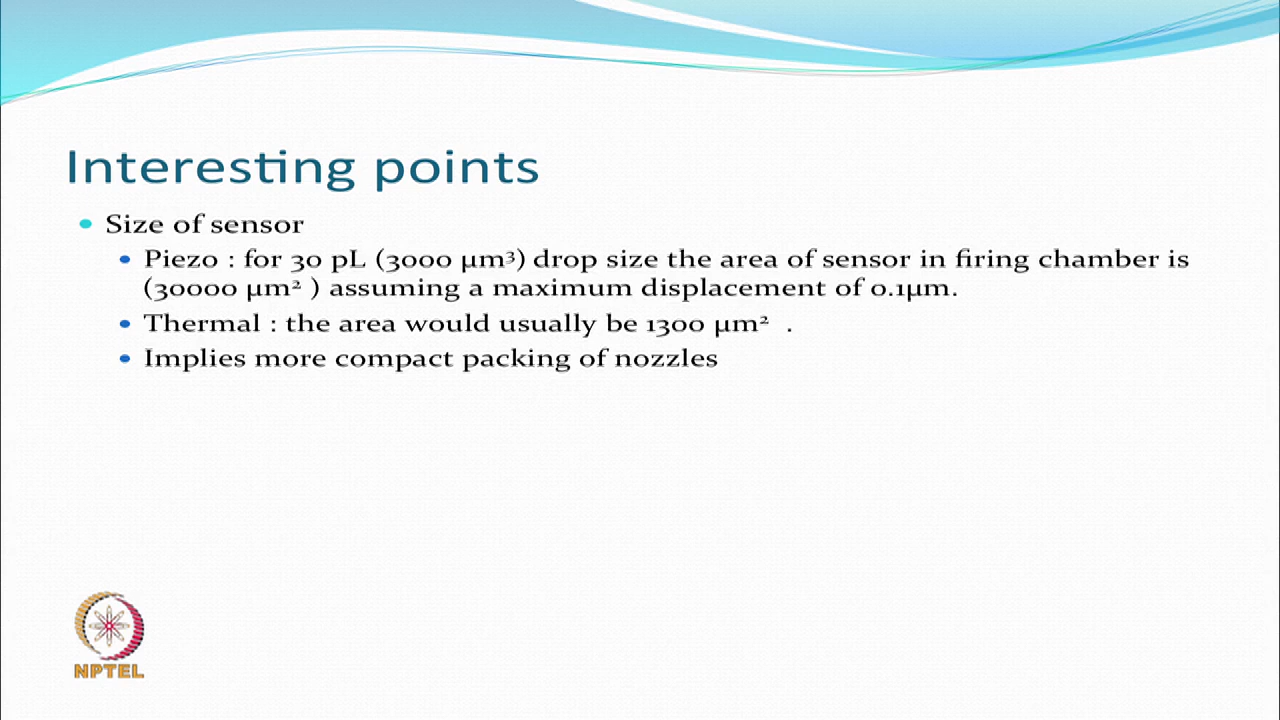 Interesting points
Size of sensor
Piezo : for 30 pL (3000 µm³) drop size the area of sensor in firing chamber is
(30000 µm² ) assuming a maximum displacement of 0.1µm.
Thermal : the area would usually be 1300 µm² .
Implies more compact packing of nozzles
NPTEL